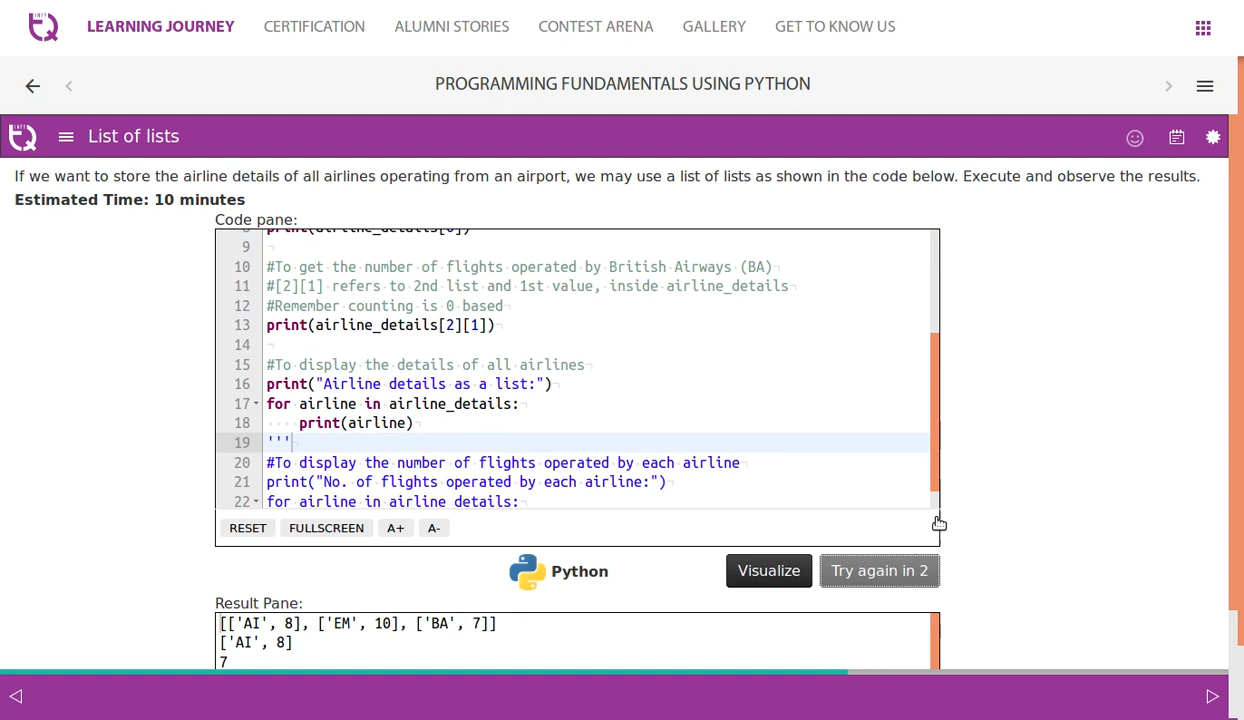 LEARNING JOURNEY CERTIFICATION ALUMNI STORIES CONTEST ARENA GALLERY GET TO KNOW US
PROGRAMMING FUNDAMENTALS USING PYTHON
List of lists
If we want to store the airline details of all airlines operating from an airport, we may use a list of lists as shown in the code below. Execute and observe the results.
Estimated Time: 10 minutes
Code pane:
8 print(airline_details[0])
9
10 #To get the number of flights operated by British Airways (BA)
11 #[2][1] refers to 2nd list and 1st value, inside airline_details
12 #Remember counting is 0 based
13 print(airline_details[2][1])
14
15 #To display the details of all airlines
16 print("Airline details as a list:")
17 for airline in airline_details:
18 print(airline)
19 '''
20 #To display the number of flights operated by each airline
21 print("No. of flights operated by each airline:")
22 for airline in airline_details:
RESET FULLSCREEN A+ A-
Python Visualize Try again in 2
Result Pane:
[['AI', 8], ['EM', 10], ['BA', 7]]
['AI', 8]
7